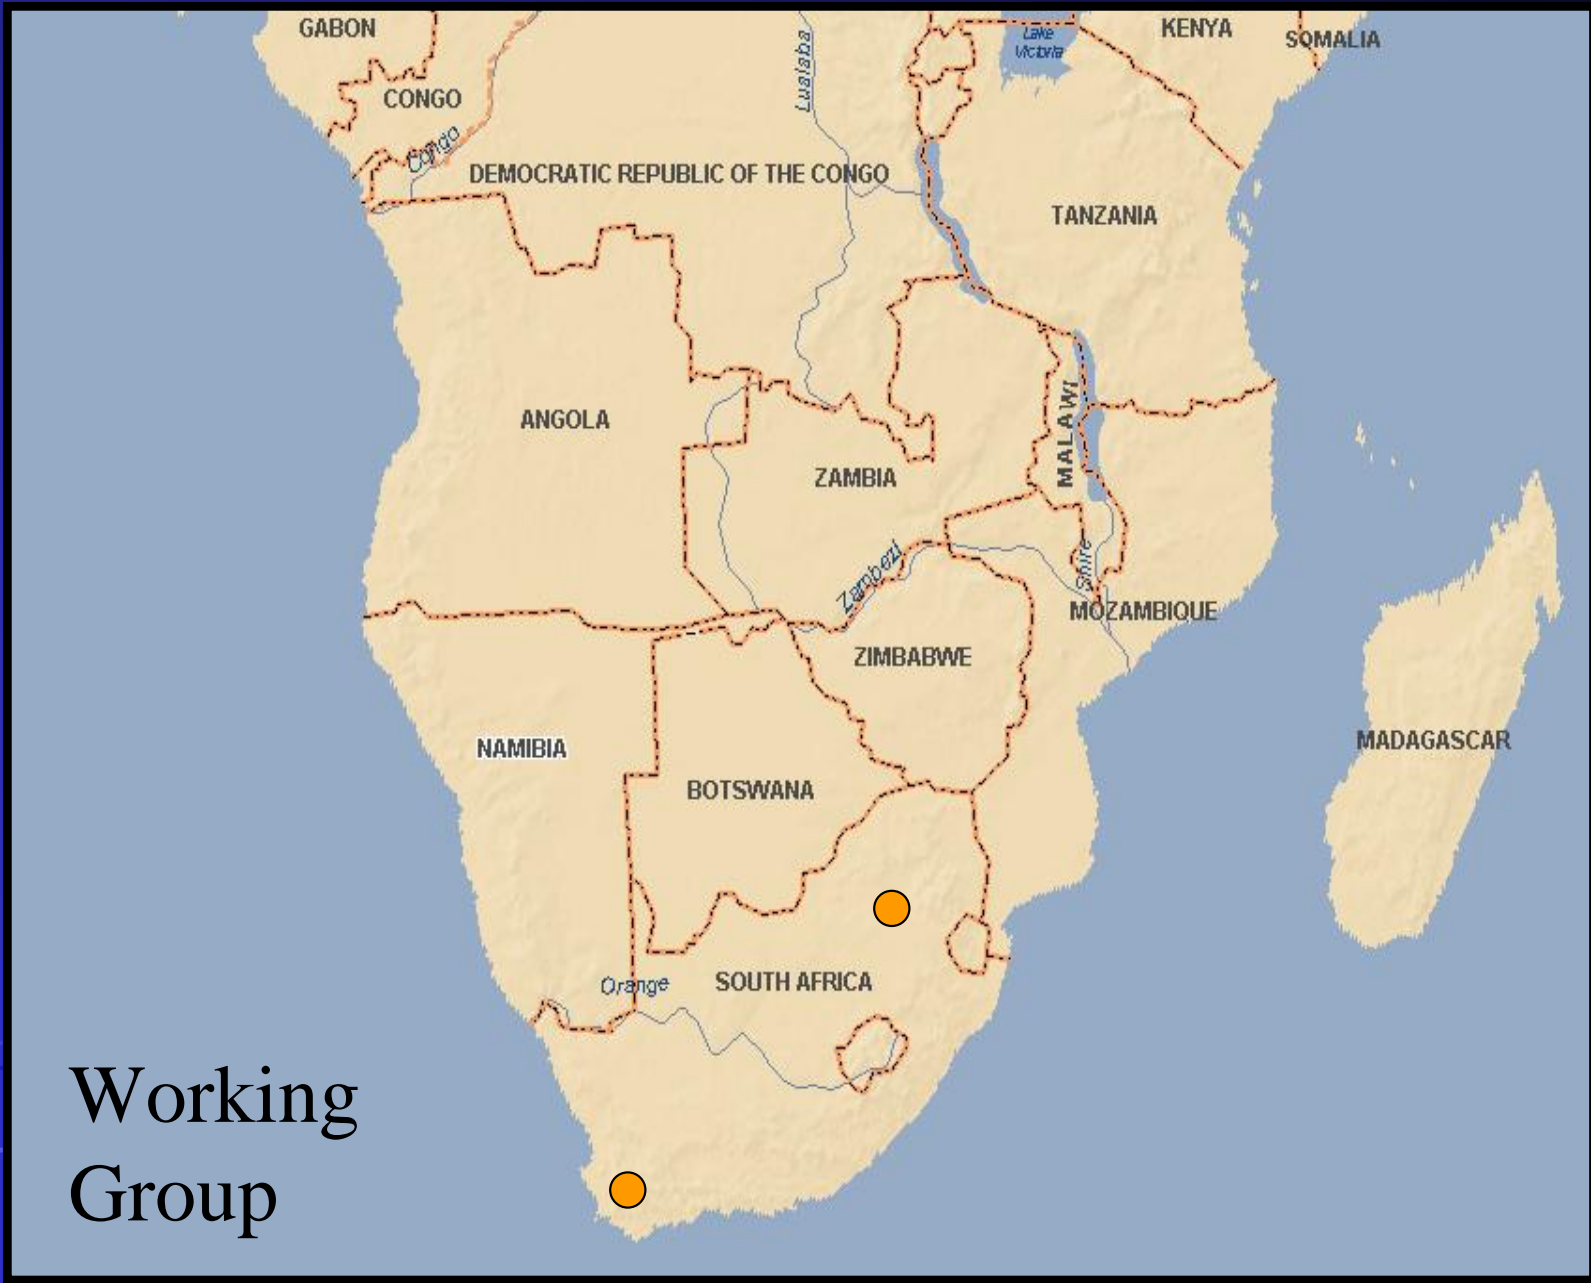 GABON
KENYA
SOMALIA
Lake
Victoria
Lualaba
CONGO
Congo
DEMOCRATIC REPUBLIC OF THE CONGO
TANZANIA
ANGOLA
MALAWI
ZAMBIA
Zambezi
Shire
MOZAMBIQUE
ZIMBABWE
NAMIBIA
MADAGASCAR
BOTSWANA
Orange
SOUTH AFRICA
Working
Group